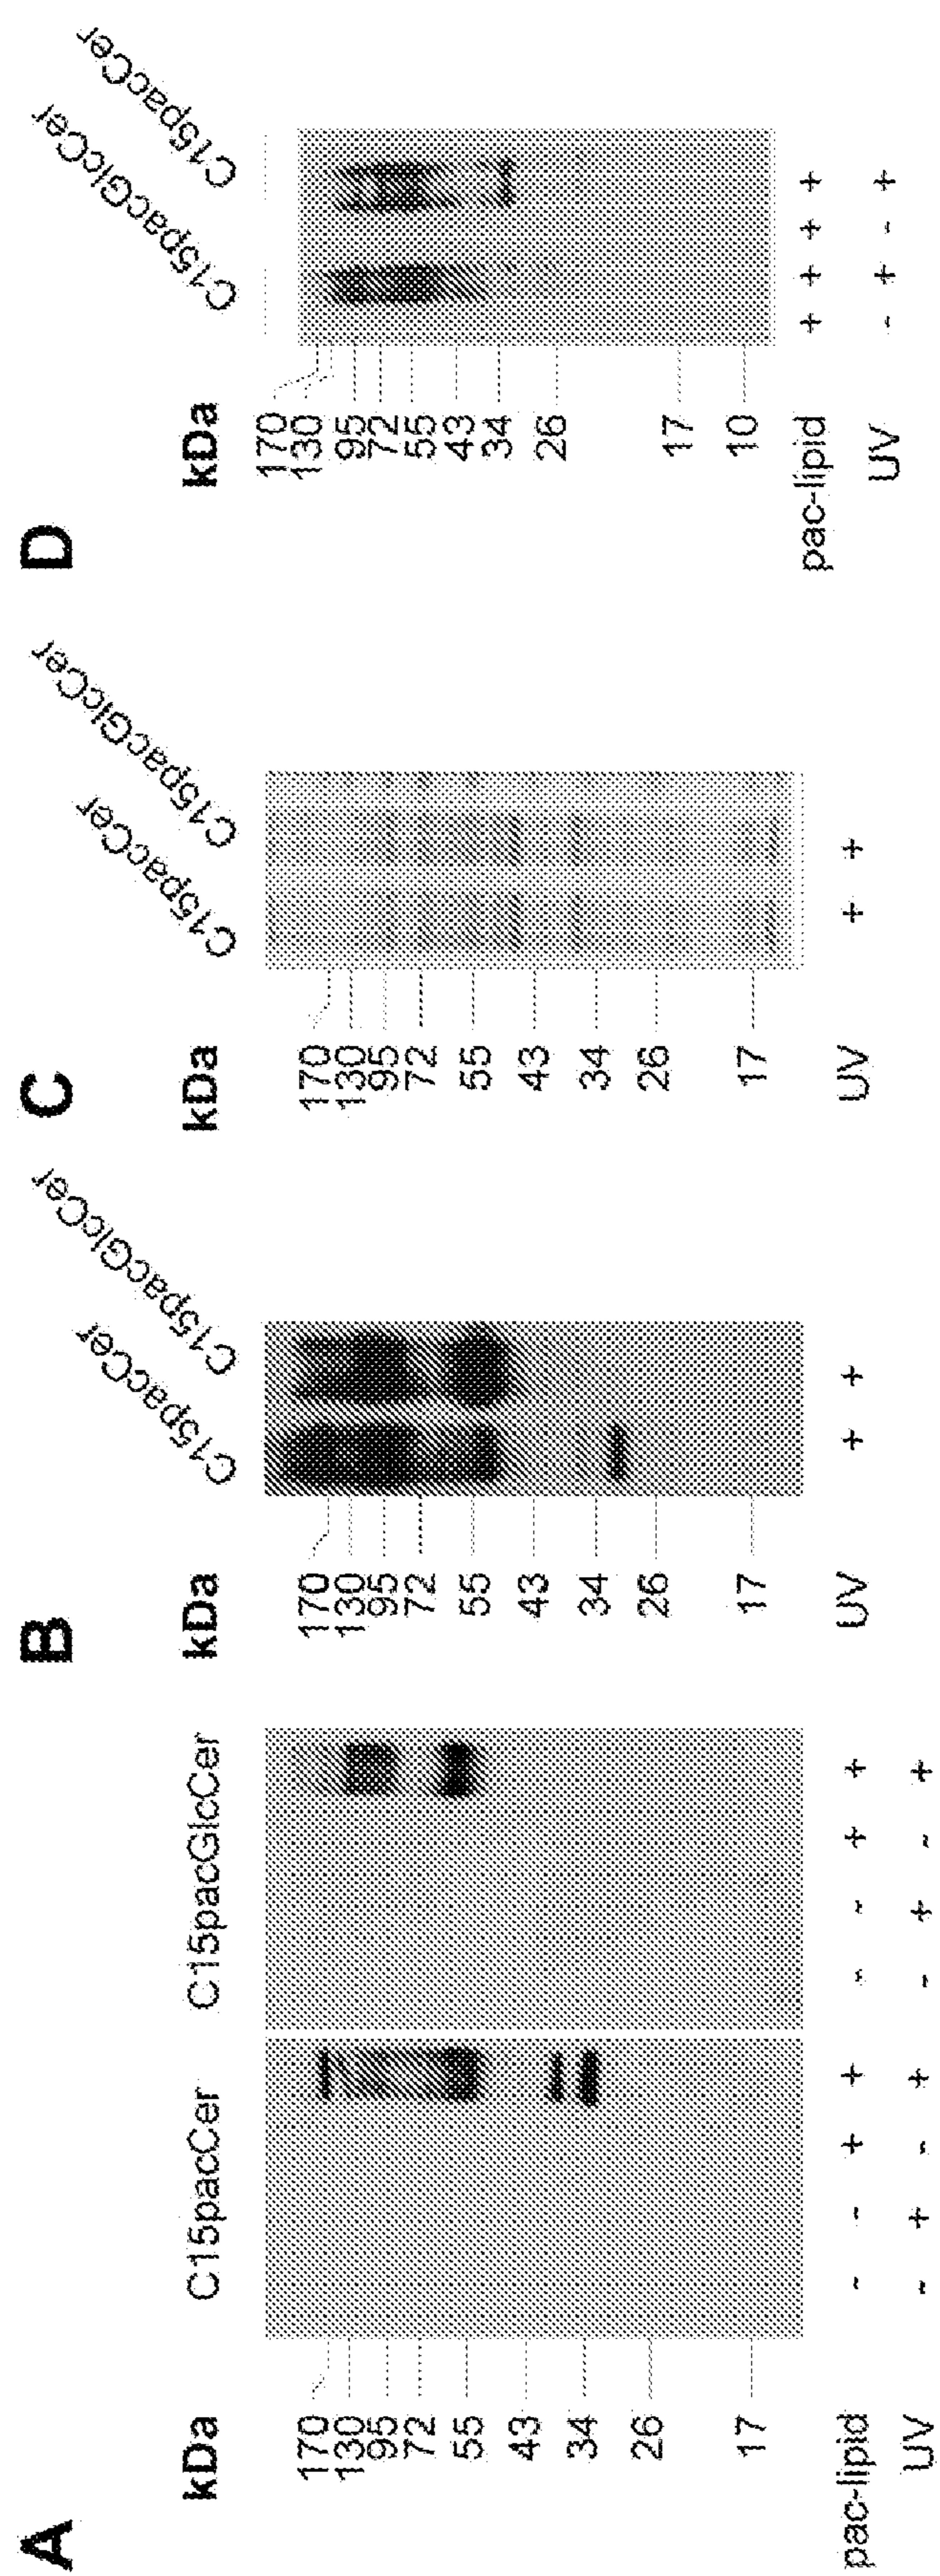 A
kDa
C15pacCer
C15pacGlcCer
170
130
95
72
55
43
34
26
17
pac-lipid - - + + - - + +
UV - + - + - + - +
B
kDa
C15pacCer
C15pacGlcCer
170
130
95
72
55
43
34
26
17
UV + +
C
kDa
C15pacCer
C15pacGlcCer
170
130
95
72
55
43
34
26
17
UV + +
D
kDa
C15pacGlcCer
C15pacCer
170
130
95
72
55
43
34
26
17
10
pac-lipid + + + +
UV - + - +